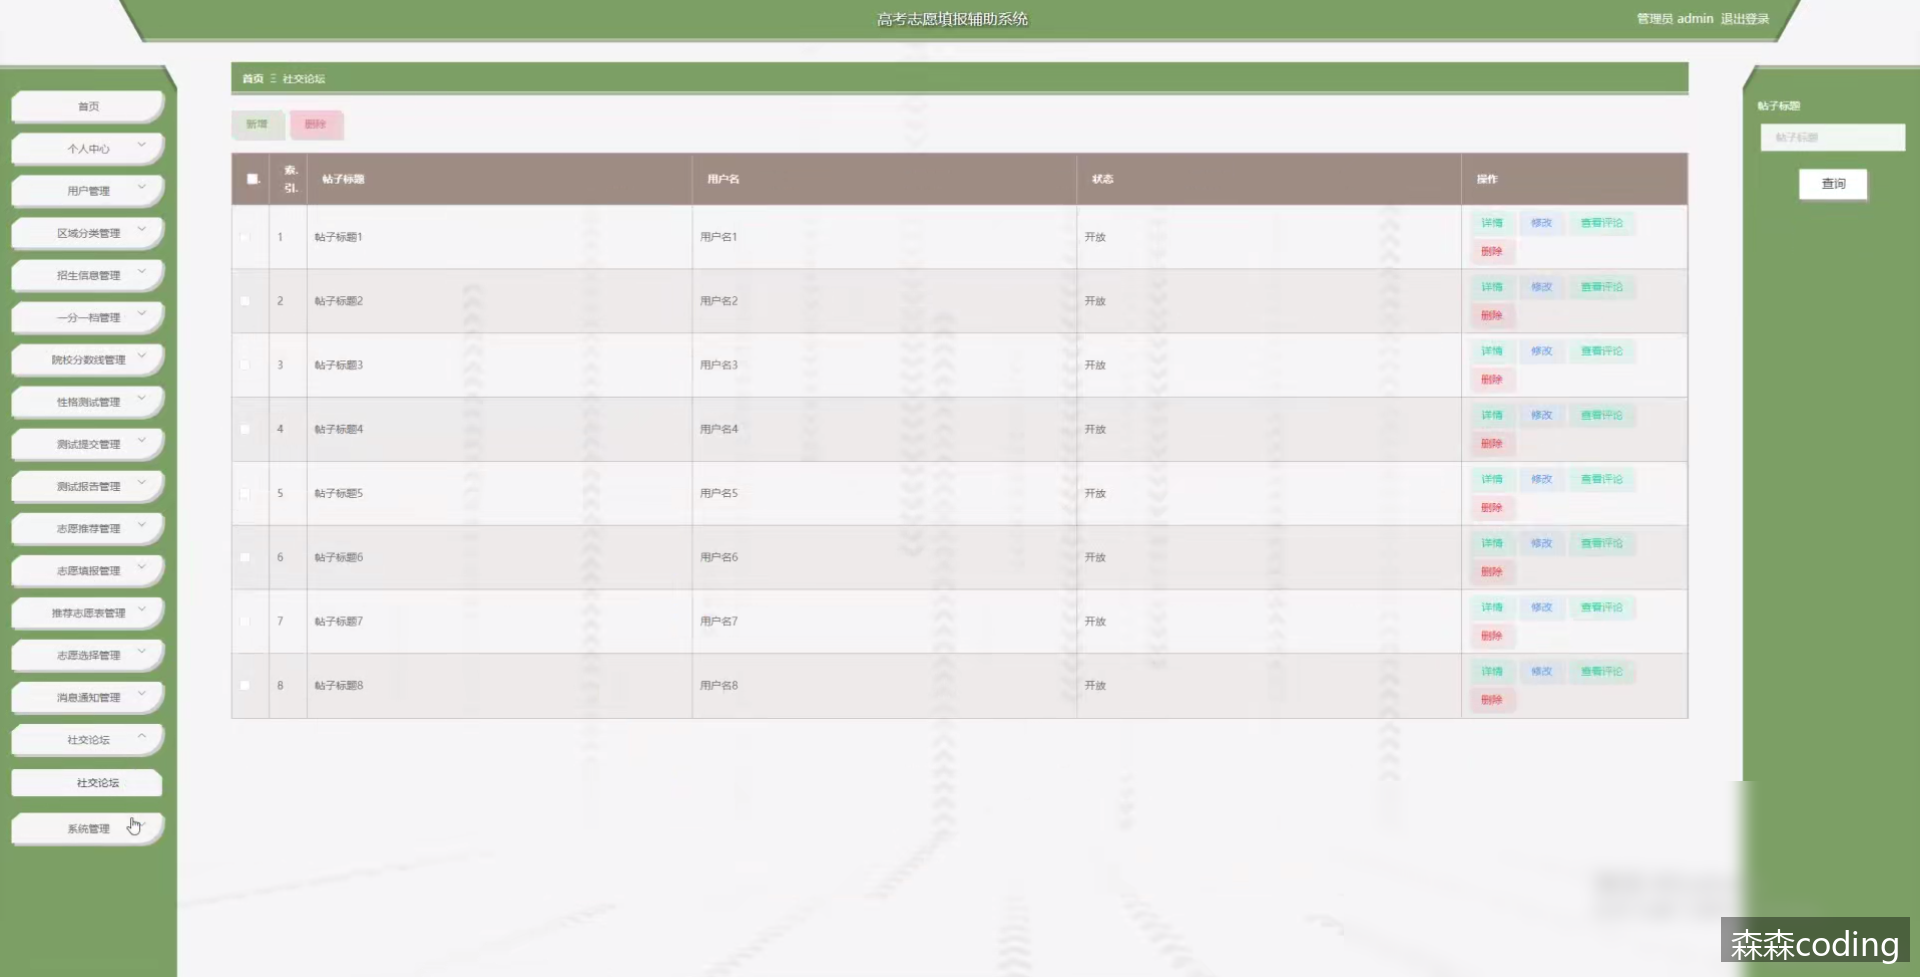 高考志愿填报辅助系统
管理员 admin 退出登录
首页
个人中心
用户管理
区域分类管理
招生信息管理
一分一档管理
院校分数线管理
性格测试管理
测试提交管理
测试报告管理
志愿推荐管理
志愿填报管理
推荐志愿表管理
志愿选择管理
消息通知管理
社交论坛
社交论坛
系统管理
首页 Ξ 社交论坛
新增 删除
索引 帖子标题 用户名 状态 操作
1 帖子标题1 用户名1 开放 详情 修改 查看评论
删除
2 帖子标题2 用户名2 开放 详情 修改 查看评论
删除
3 帖子标题3 用户名3 开放 详情 修改 查看评论
删除
4 帖子标题4 用户名4 开放 详情 修改 查看评论
删除
5 帖子标题5 用户名5 开放 详情 修改 查看评论
删除
6 帖子标题6 用户名6 开放 详情 修改 查看评论
删除
7 帖子标题7 用户名7 开放 详情 修改 查看评论
删除
8 帖子标题8 用户名8 开放 详情 修改 查看评论
删除
帖子标题
帖子标题
查询
森森coding